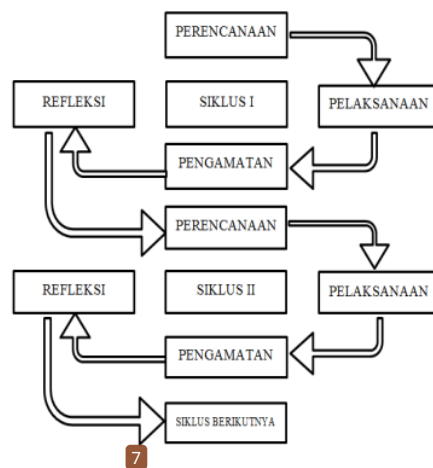 PERENCANAAN
REFLEKSI
SIKLUS I
PELAKSANAAN
PENGAMATAN
PERENCANAAN
REFLEKSI
SIKLUS II
PELAKSANAAN
PENGAMATAN
SIKLUS BERIKUTNYA
7